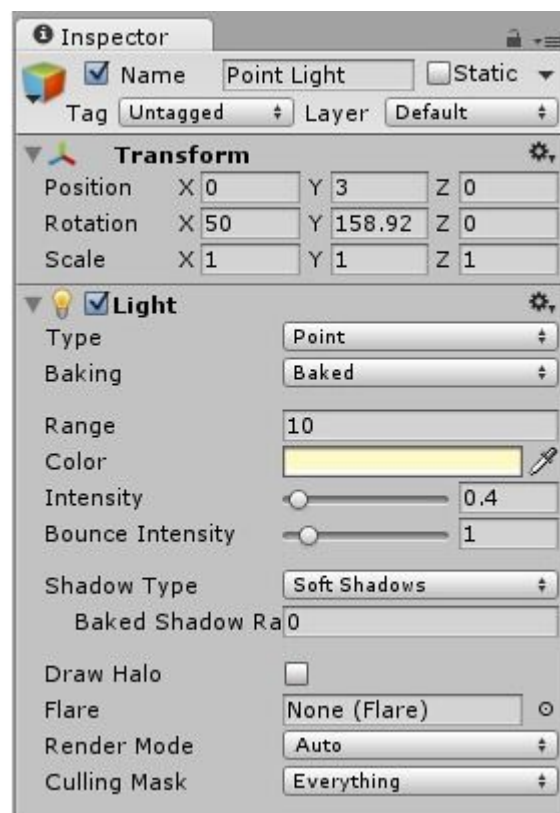 Inspector
Name Point Light Static
Tag Untagged Layer Default
Transform
Position X 0 Y 3 Z 0
Rotation X 50 Y 158.92 Z 0
Scale X 1 Y 1 Z 1
Light
Type Point
Baking Baked
Range 10
Color
Intensity 0.4
Bounce Intensity 1
Shadow Type Soft Shadows
Baked Shadow Ra 0
Draw Halo
Flare None (Flare)
Render Mode Auto
Culling Mask Everything